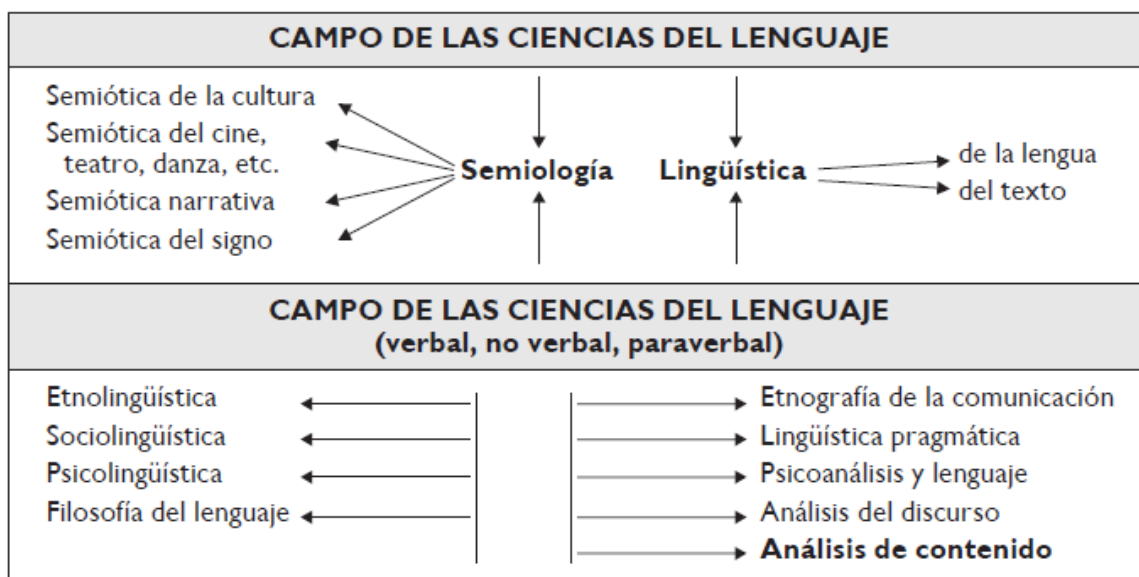 CAMPO DE LAS CIENCIAS DEL LENGUAJE
Semiótica de la cultura
Semiótica del cine,
teatro, danza, etc.
Semiótica narrativa
Semiótica del signo
Semiología
Lingüística
de la lengua
del texto
CAMPO DE LAS CIENCIAS DEL LENGUAJE
(verbal, no verbal, paraverbal)
Etnolingüística
Sociolingüística
Psicolingüística
Filosofía del lenguaje
Etnografía de la comunicación
Lingüística pragmática
Psicoanálisis y lenguaje
Análisis del discurso
Análisis de contenido